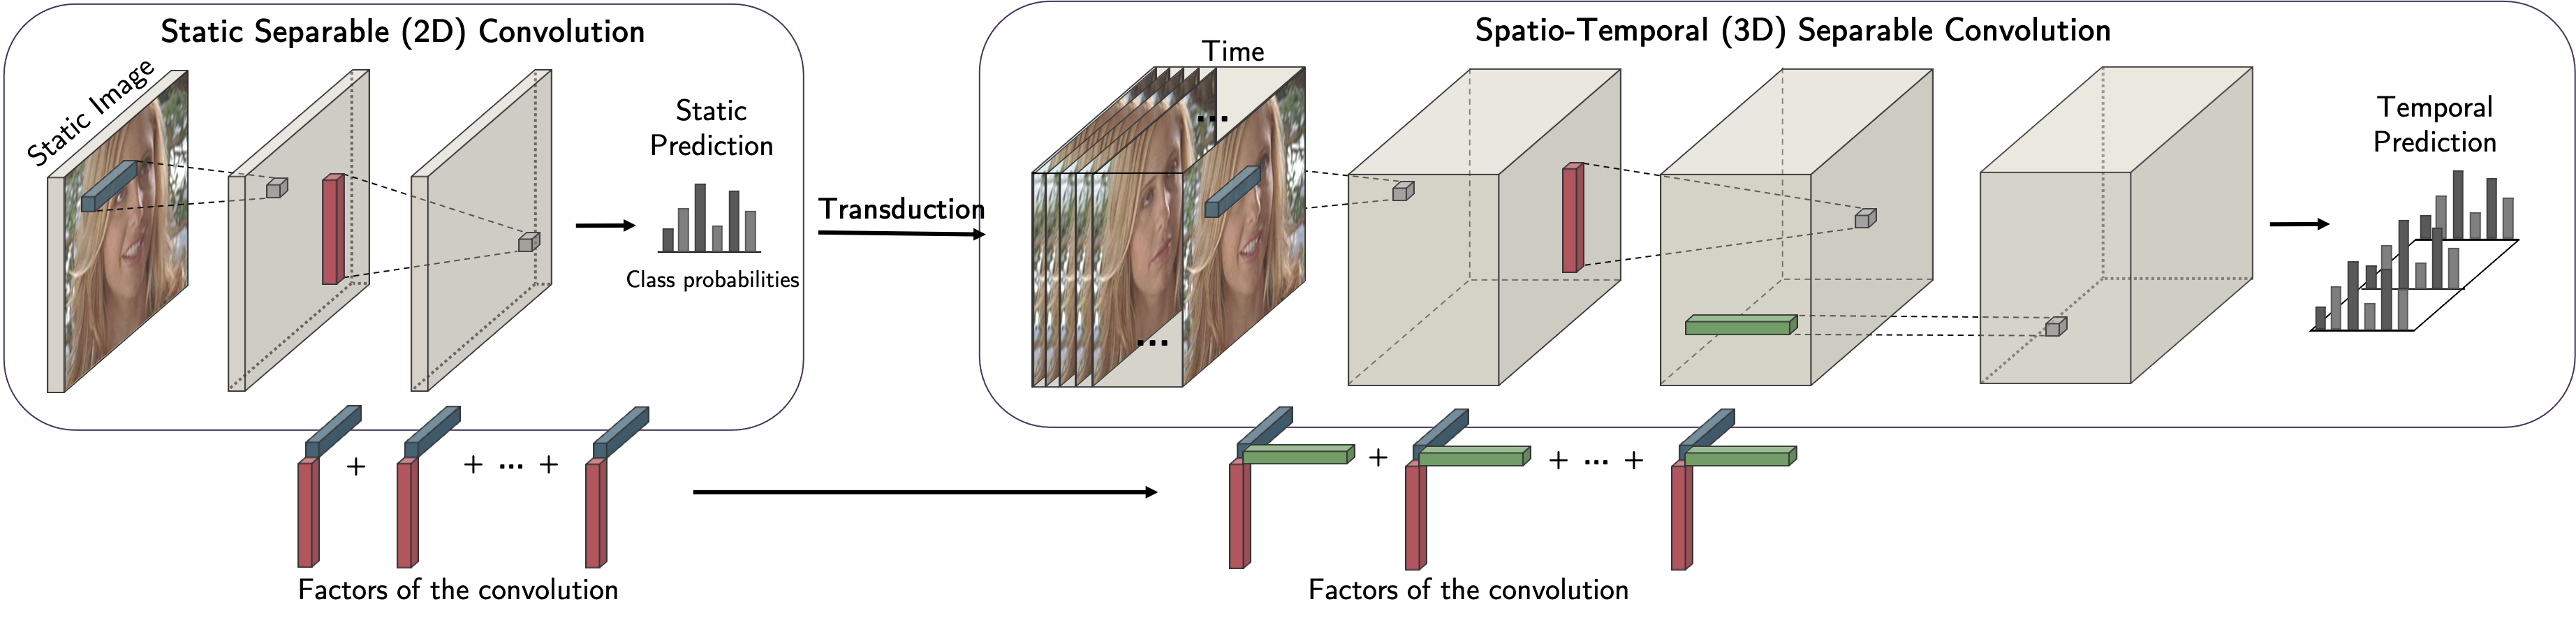 Static Separable (2D) Convolution
Static Image
Static
Prediction
Class probabilities
Transduction
Spatio-Temporal (3D) Separable Convolution
Time
...
...
Temporal
Prediction
+ + ... +
Factors of the convolution
+ + ... +
Factors of the convolution